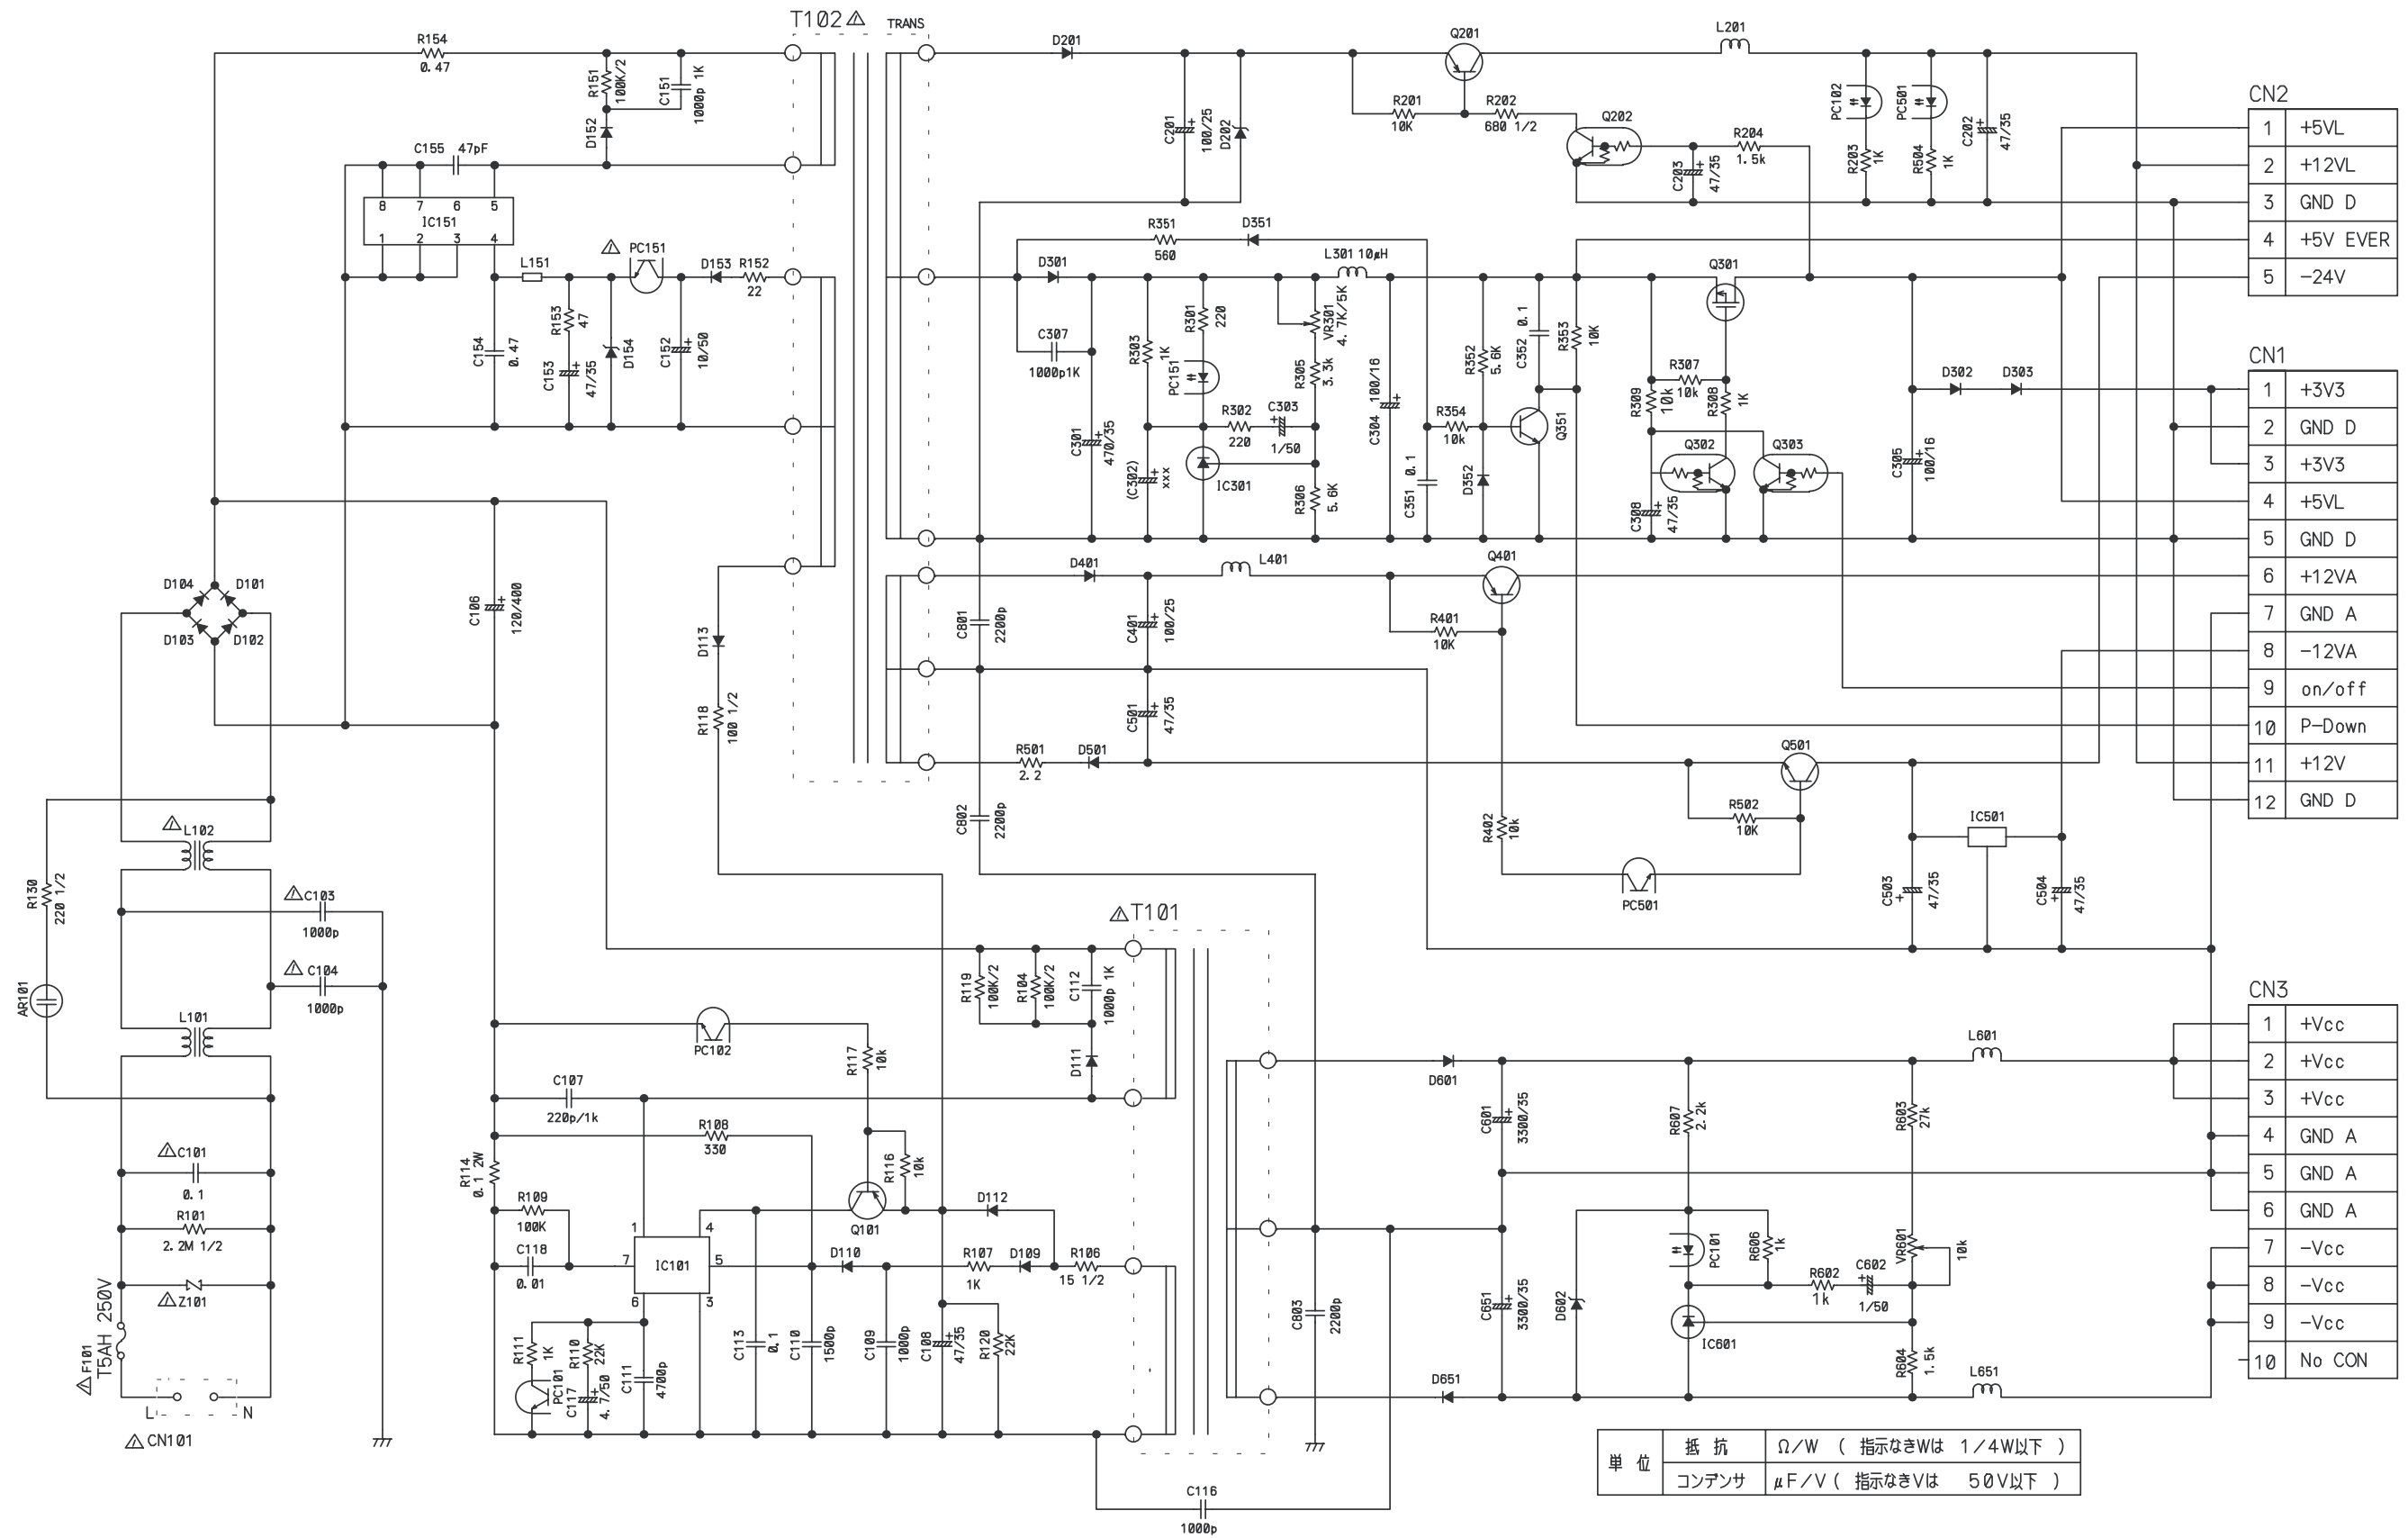 T102 TRANS
R154
0.47
R151
100K/2
C151
1000p 1K
D152
C155 47pF
8 7 6 5
IC151
1 2 3 4
L151
PC151
D153 R152
22
R153
47
C154
0.47
C153
47/35
D154
C152
10/50
D201
C201
100/25
D202
Q201
R201
10K
R202
680 1/2
Q202
C203
47/35
R204
1.5k
L201
PC102
R203
1K
PC501
R504
1K
C202
47/35
R351
560
D351
D301
C307
1000p1K
C301
470/35
R303
1K
(C302)
xxx
R301
220
PC151
R302
220
C303
1/50
IC301
L301 10μH
VR301
4.7K/5K
R305
3.3k
R306
5.6K
C304 100/16
C351 0.1
R354
10k
R352
5.6K
D352
C352 0.1
R353
10K
Q351
Q301
R307
10k
R309
10k
R308
1K
Q302
Q303
C308
47/35
C305
100/16
D302 D303
CN2
1 +5VL
2 +12VL
3 GND D
4 +5V EVER
5 -24V
CN1
1 +3V3
2 GND D
3 +3V3
4 +5VL
5 GND D
6 +12VA
7 GND A
8 -12VA
9 on/off
10 P-Down
11 +12V
12 GND D
D104 D101
D103 D102
C106
120/400
D113
R118
100 1/2
C801
2200p
D401
L401
C401
100/25
Q401
R401
10K
C501
47/35
R501
2.2
D501
C802
2200p
R402
10k
PC501
Q501
R502
10K
IC501
C503
47/35
C504
47/35
L102
R130
220 1/2
AR101
C103
1000p
C104
1000p
L101
C101
0.1
R101
2.2M 1/2
Z101
F101
T5AH 250V
L N
CN101
T101
R119
100K/2
R104
100K/2
C112
1000p 1K
D111
PC102
R117
10k
C107
220p/1k
R108
330
R114
0.1 2W
R116
10k
Q101
R109
100K
C118
0.01
1 4
7 IC101 5
6 3
D112
D110
R107
1K
D109
R106
15 1/2
R111
1K
PC101
R110
22K
C117
4.7/50
C111
4700p
C113
0.1
C110
1500p
C109
1000p
C108
47/35
R120
22K
C116
1000p
C803
2200p
D601
C601
3300/35
C651
3300/35
D651
R607
2.2k
D602
PC101
R606
1k
R602
1k
C602
1/50
IC601
R603
27k
VR601
10k
R604
1.5k
L601
L651
CN3
1 +Vcc
2 +Vcc
3 +Vcc
4 GND A
5 GND A
6 GND A
7 -Vcc
8 -Vcc
9 -Vcc
10 No CON
単 位
抵 抗 Ω/W ( 指示なきWは 1/4W以下 )
コンデンサ μF/V ( 指示なきVは 50V以下 )